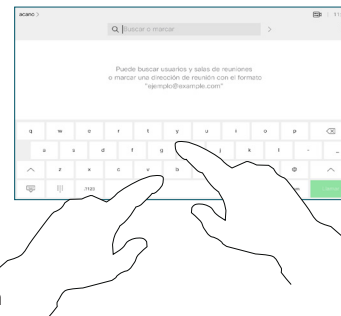 acano >
Buscar o marcar
Puede buscar usuarios y salas de reuniones
o marcar una dirección de reunión con el formato
"ejemplo@example.com"
q w e r t y u i o p
a s d f g j k l - _
z x c v b @
.?123